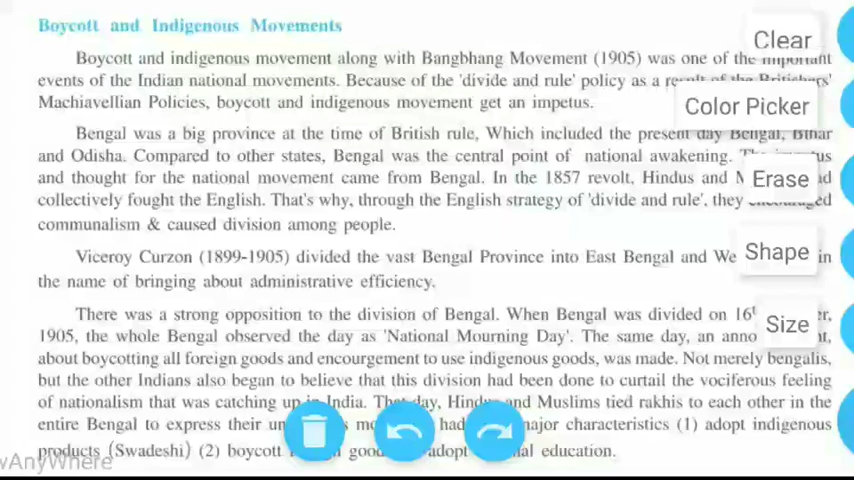 Boycott and Indigenous Movements
Clear
Boycott and indigenous movement along with Bangbhang Movement (1905) was one of the important
events of the Indian national movements. Because of the 'divide and rule' policy as a result of the Britishers'
Machiavellian Policies, boycott and indigenous movement get an impetus.
Color Picker
Bengal was a big province at the time of British rule, Which included the present day Bengal, Bihar
and Odisha. Compared to other states, Bengal was the central point of national awakening. The impetus
and thought for the national movement came from Bengal. In the 1857 revolt, Hindus and
Erase
collectively fought the English. That's why, through the English strategy of 'divide and rule', they encouraged
communalism & caused division among people.
Shape
Viceroy Curzon (1899-1905) divided the vast Bengal Province into East Bengal and in
the name of bringing about administrative efficiency.
There was a strong opposition to the division of Bengal. When Bengal was divided on
Size
1905, the whole Bengal observed the day as 'National Mourning Day'. The same day, an
about boycotting all foreign goods and encourgement to use indigenous goods, was made. Not merely bengalis,
but the other Indians also began to believe that this division had been done to curtail the vociferous feeling
of nationalism that was catching up in India. That day, Hindus and Muslims tied rakhis to each other in the
entire Bengal to express their had characteristics (1) adopt indigenous
products (Swadeshi) (2) boycott adopt education.